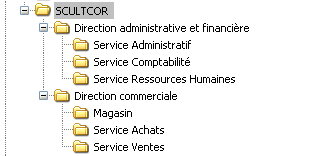 SCULTCOR
Direction administrative et financière
Service Administratif
Service Comptabilité
Service Ressources Humaines
Direction commerciale
Magasin
Service Achats
Service Ventes